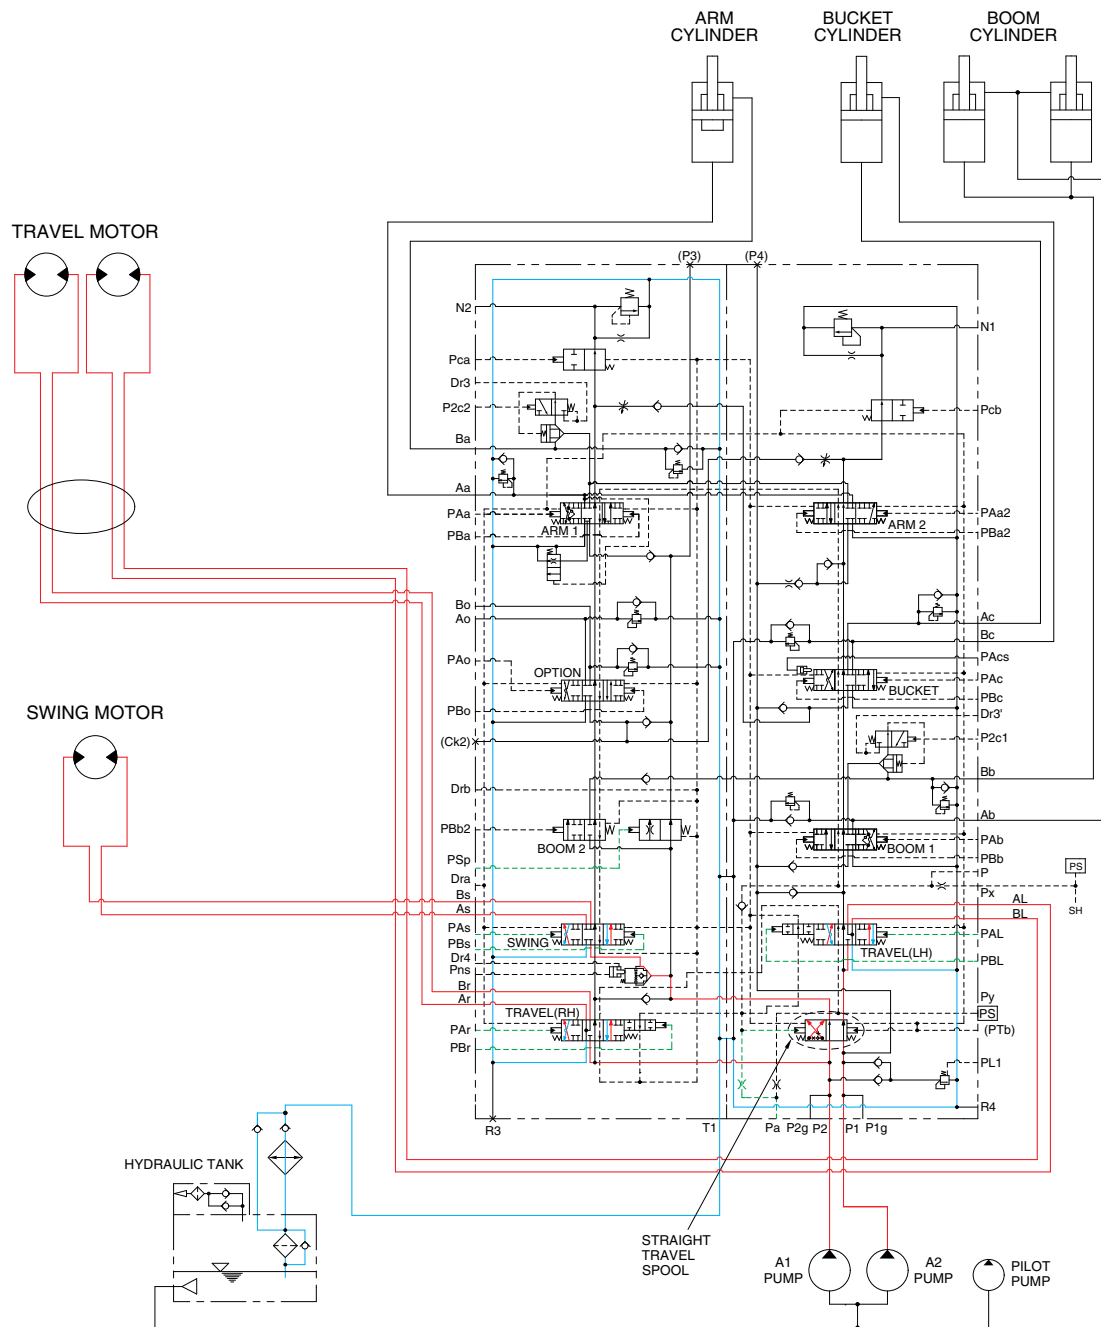 ARM
CYLINDER
BUCKET
CYLINDER
BOOM
CYLINDER
TRAVEL MOTOR
SWING MOTOR
(P3)
(P4)
N2
Pca
Dr3
P2c2
Ba
Aa
PAa
PBa
ARM 1
Bo
Ao
PAo
OPTION
PBo
(Ck2)
Drb
PBb2
BOOM 2
PSp
Dra
Bs
As
PAs
PBs
SWING
Dr4
Pns
Br
Ar
TRAVEL(RH)
PAr
PBr
N1
Pcb
PAa2
ARM 2
PBa2
Ac
Bc
PAcs
PAc
BUCKET
PBc
Dr3'
P2c1
Bb
Ab
PAb
BOOM 1
PBb
P
PS
Px
AL
SH
BL
PAL
TRAVEL(LH)
PBL
Py
PS
(PTb)
PL1
R4
R3
T1
Pa
P2g
P2
P1
P1g
HYDRAULIC TANK
STRAIGHT
TRAVEL
SPOOL
A1
PUMP
A2
PUMP
PILOT
PUMP